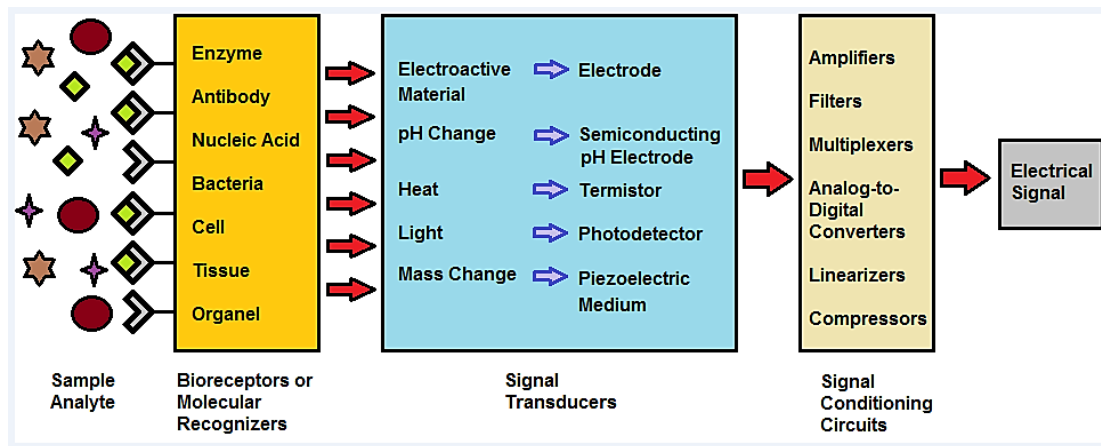 Enzyme
Antibody
Nucleic Acid
Bacteria
Cell
Tissue
Organel
Electroactive
Material
Electrode
pH Change
Semiconducting
pH Electrode
Heat
Termistor
Light
Photodetector
Mass Change
Piezoelectric
Medium
Amplifiers
Filters
Multiplexers
Analog-to-
Digital
Converters
Linearizers
Compressors
Electrical
Signal
Sample
Analyte
Bioreceptors or
Molecular
Recognizers
Signal
Transducers
Signal
Conditioning
Circuits